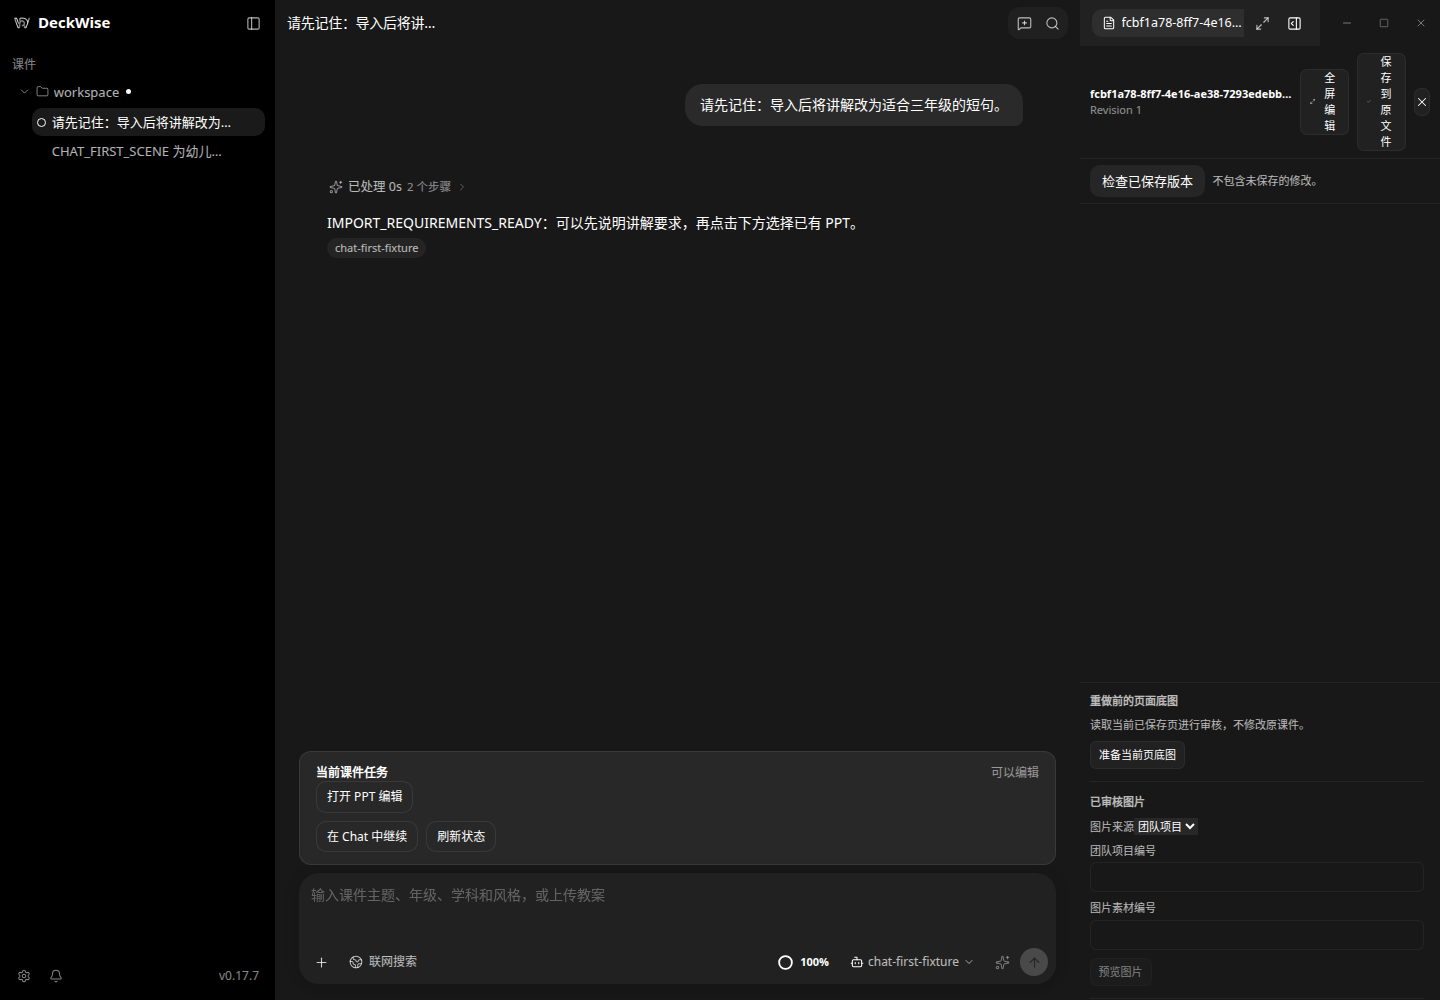 DeckWise
课件
workspace
请先记住：导入后将讲解改为...
CHAT_FIRST_SCENE 为幼儿...
v0.17.7
请先记住：导入后将讲...
请先记住：导入后将讲解改为适合三年级的短句。
已处理 0s 2 个步骤
IMPORT_REQUIREMENTS_READY：可以先说明讲解要求，再点击下方选择已有 PPT。
chat-first-fixture
当前课件任务
可以编辑
打开 PPT 编辑
在 Chat 中继续
刷新状态
输入课件主题、年级、学科和风格，或上传教案
联网搜索
100%
chat-first-fixture
fcbf1a78-8ff7-4e16...
fcbf1a78-8ff7-4e16-ae38-7293edebb...
Revision 1
全屏编辑
保存到原文件
检查已保存版本
不包含未保存的修改。
重做前的页面底图
读取当前已保存页进行审核，不修改原课件。
准备当前页底图
已审核图片
图片来源 团队项目
团队项目编号
图片素材编号
预览图片